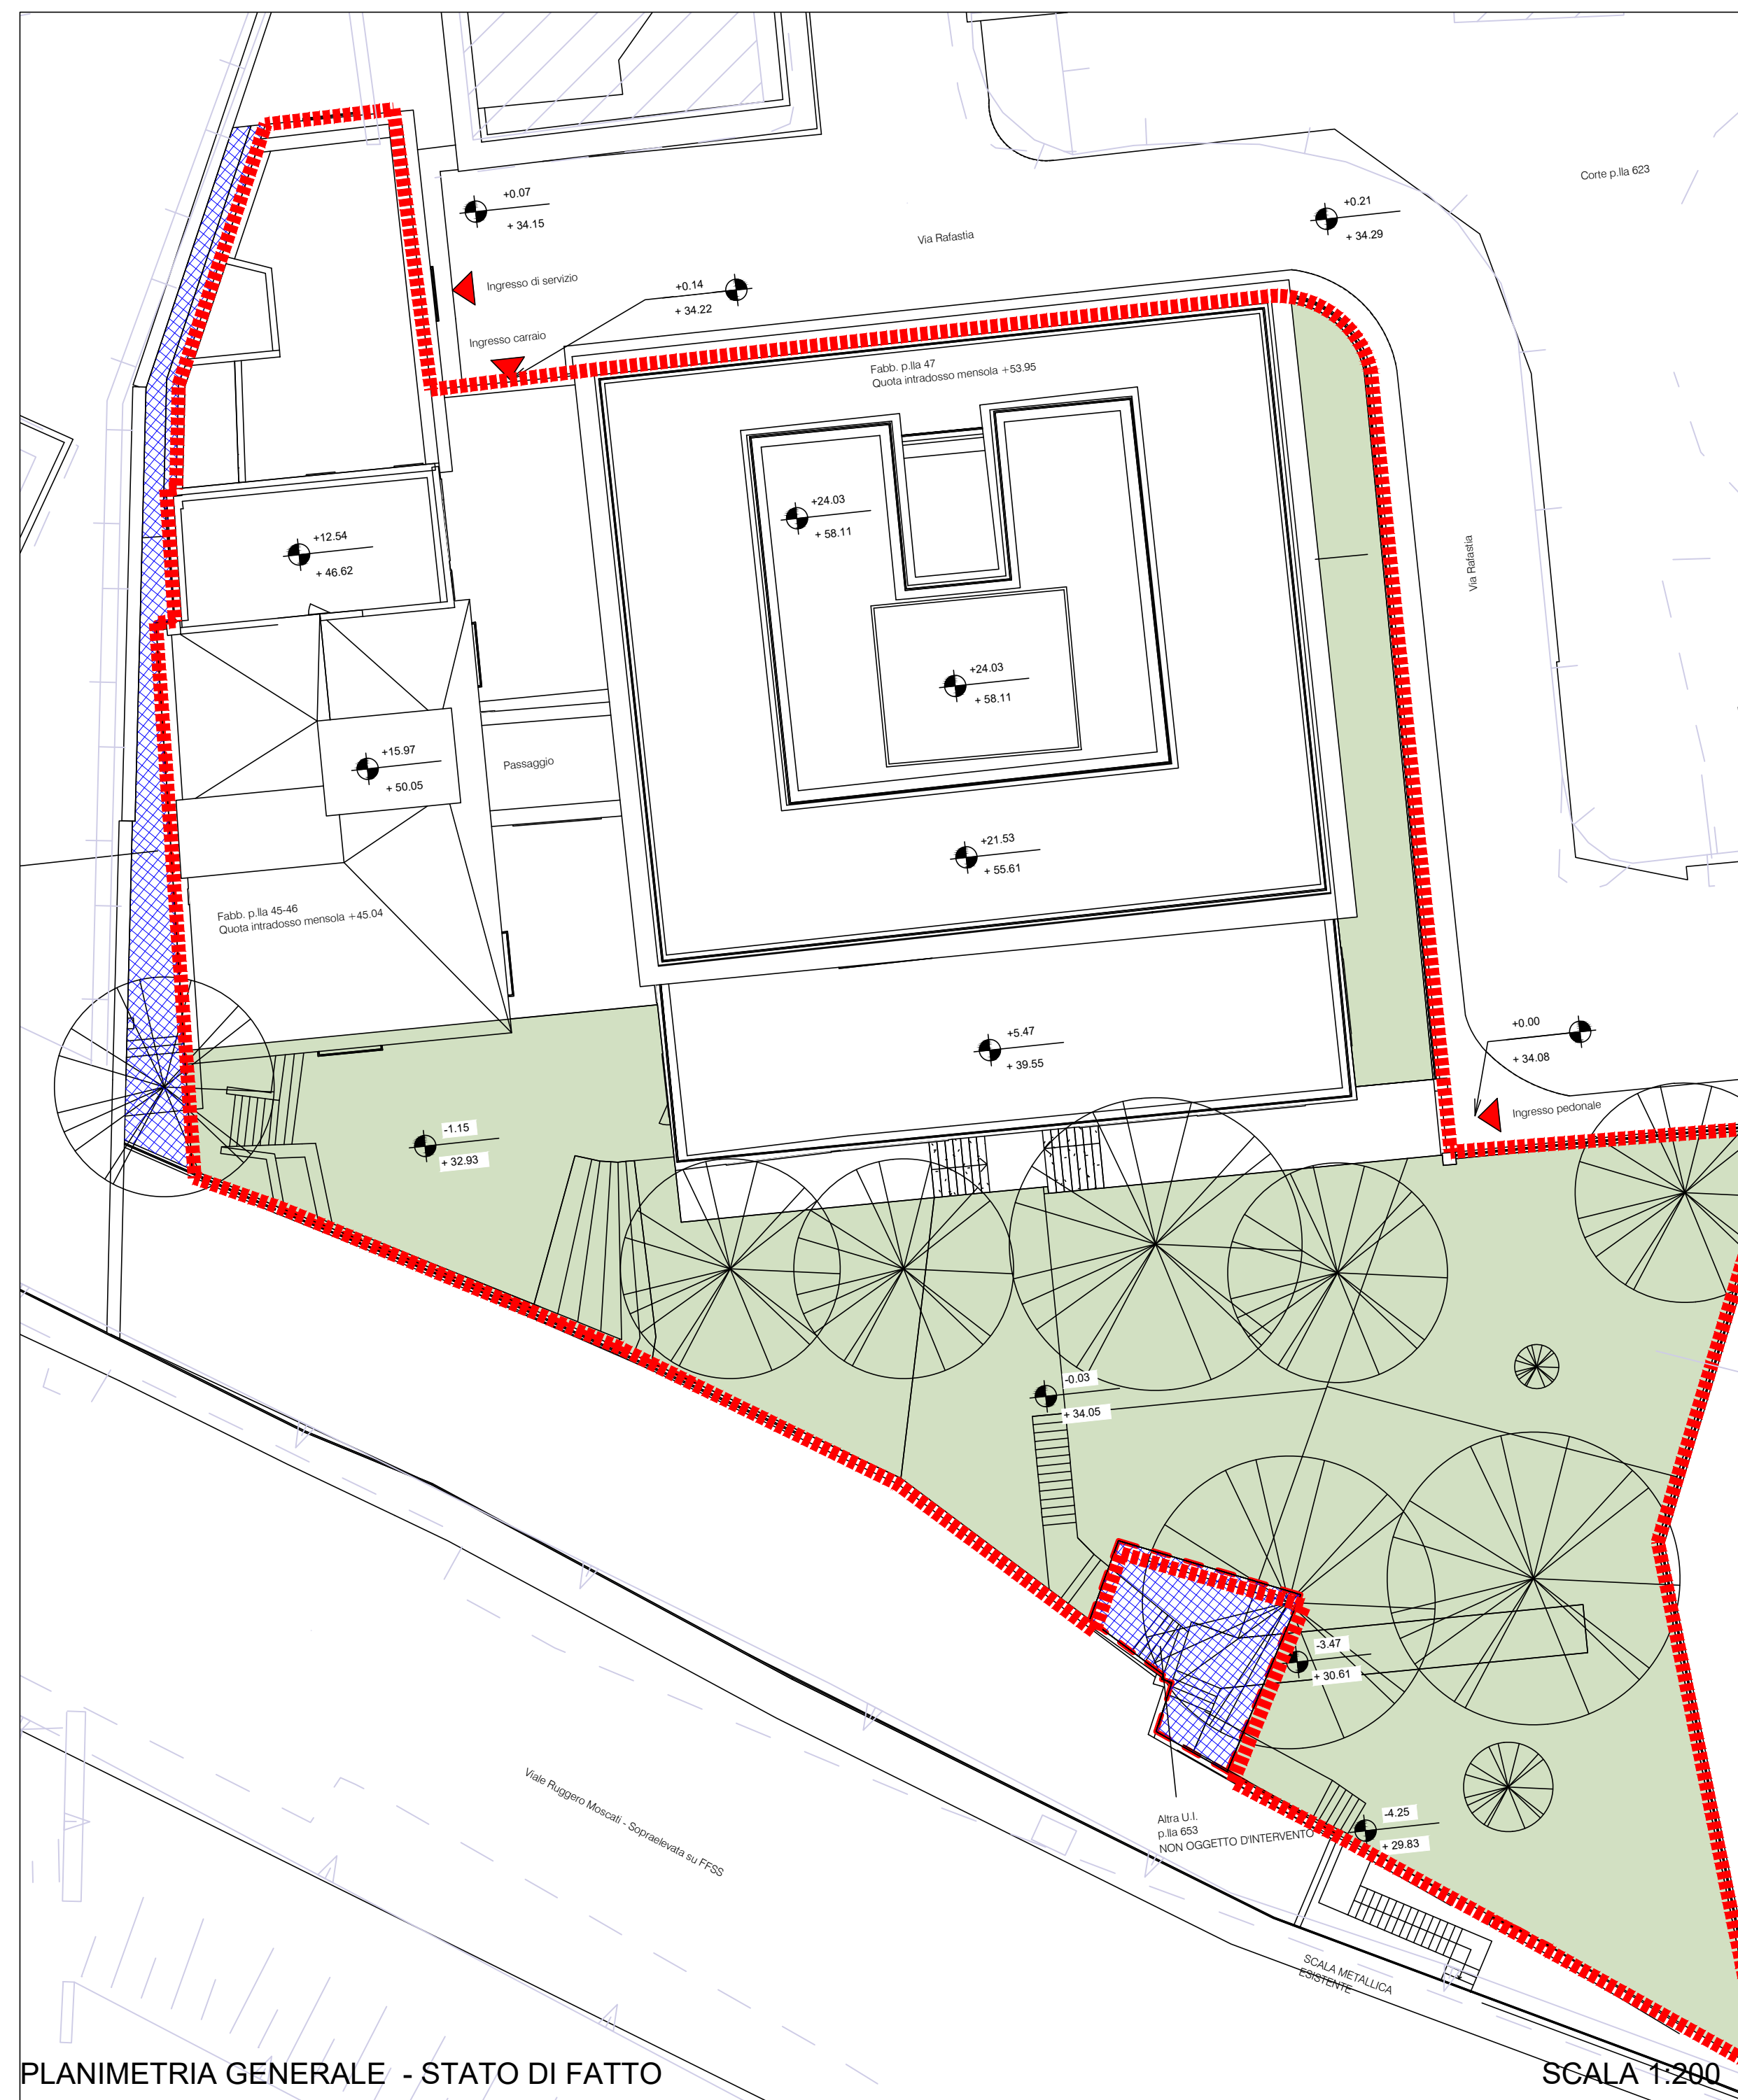 Corte p.lla 623
+0.07
+ 34.15
+0.21
+ 34.29
Via Rafastia
Ingresso di servizio
+0.14
+ 34.22
Ingresso carraio
Fabb. p.lla 47
Quota intradosso mensola +53.95
+24.03
+ 58.11
+12.54
+ 46.62
Via Rafastia
+24.03
+ 58.11
+15.97
+ 50.05
Passaggio
+21.53
+ 55.61
Fabb. p.lla 45-46
Quota intradosso mensola +45.04
+5.47
+ 39.55
+0.00
+ 34.08
Ingresso pedonale
-1.15
+ 32.93
-0.03
+ 34.05
-3.47
+ 30.61
Viale Ruggero Moscati - Sopraelevata su FFSS
Altra U.I.
p.lla 653
NON OGGETTO D'INTERVENTO
-4.25
+ 29.83
SCALA METALLICA
ESISTENTE
PLANIMETRIA GENERALE - STATO DI FATTO
SCALA 1:200